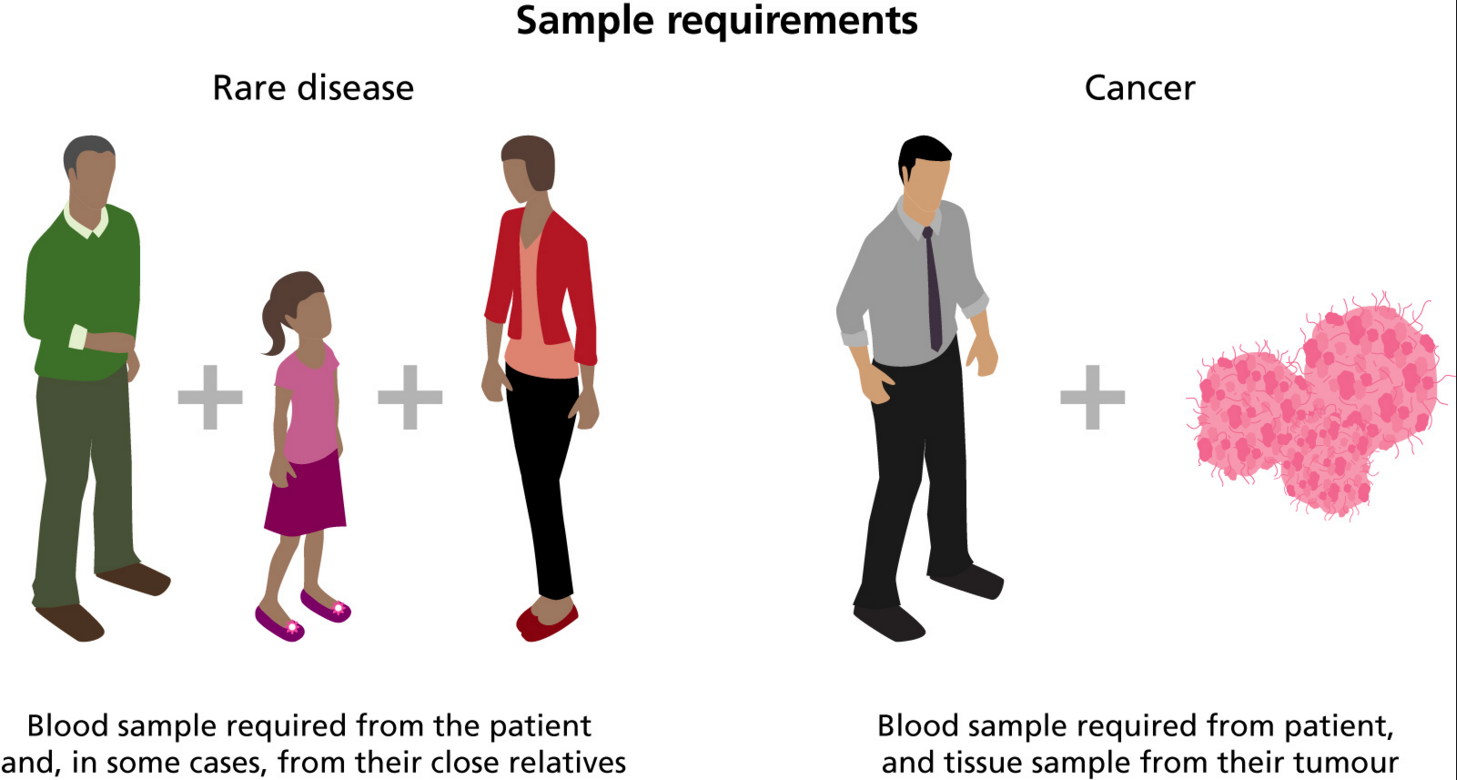 Sample requirements
Rare disease
Cancer
Blood sample required from the patient
and, in some cases, from their close relatives
Blood sample required from patient,
and tissue sample from their tumour